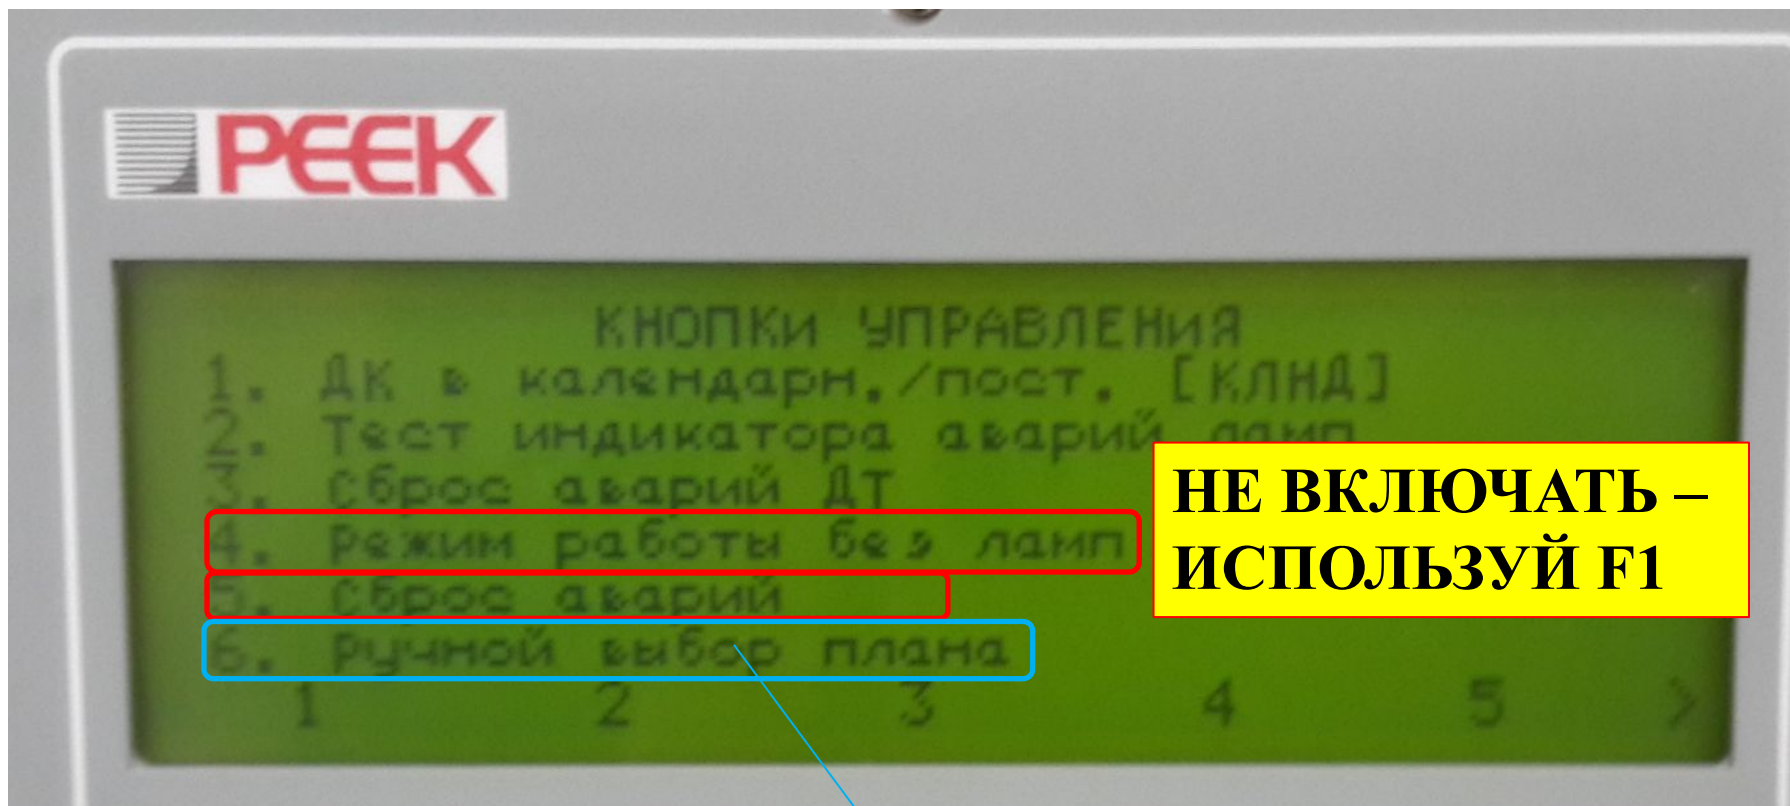 PEEK
КНОПКИ УПРАВЛЕНИЯ
1. ДК в календарн./пост. [КЛНД]
2. Тест индикатора аварий ламп
3. Сброс аварий ДТ
4. Режим работы без ламп
5. Сброс аварий
6. Ручной выбор плана
1 2 3 4 5 >
НЕ ВКЛЮЧАТЬ –
ИСПОЛЬЗУЙ F1